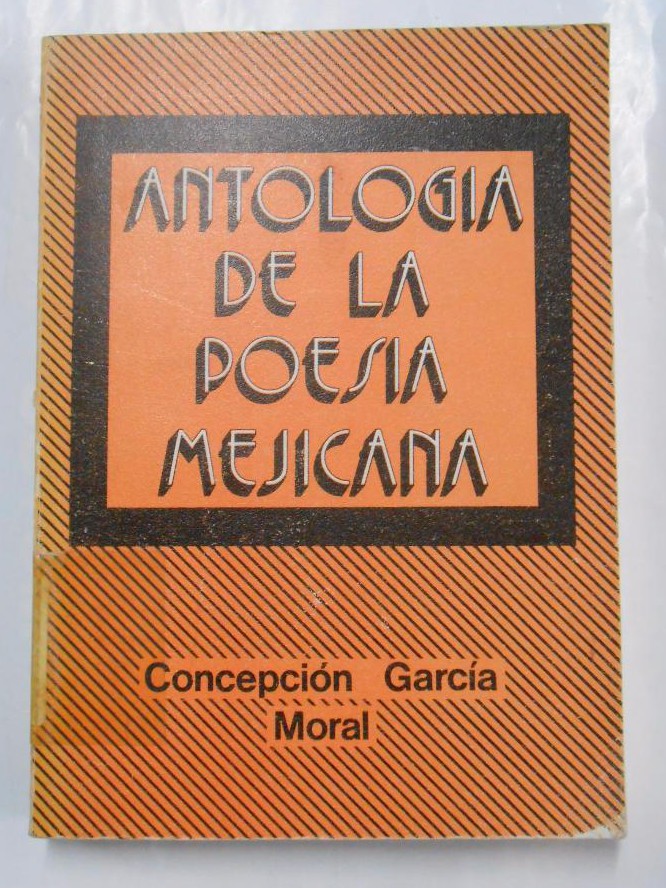 ANTOLOGIA
DE LA
POESIA
MEJICANA
Concepción García
Moral